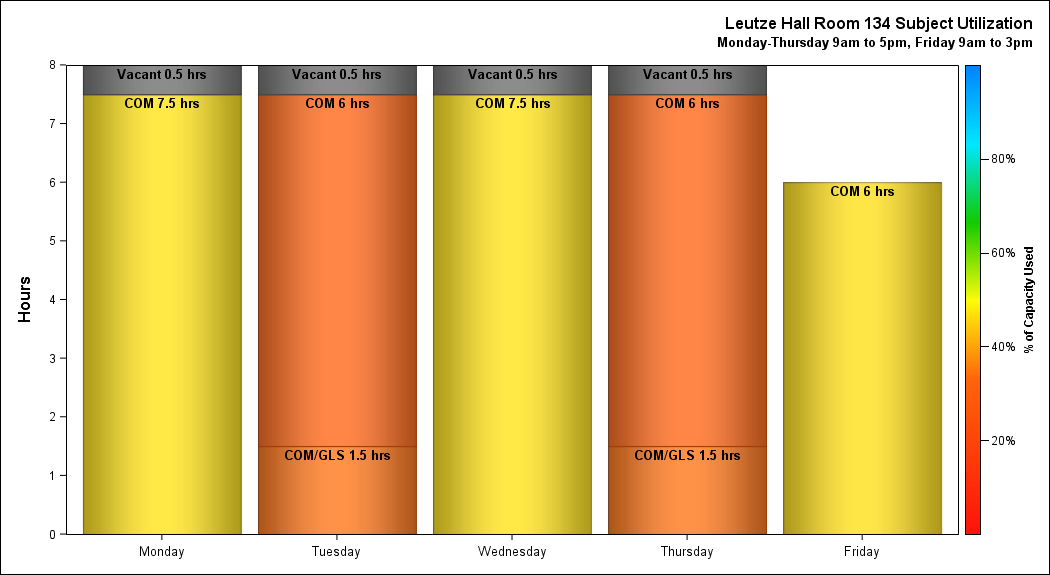 Leutze Hall Room 134 Subject Utilization
Monday-Thursday 9am to 5pm, Friday 9am to 3pm
Hours
8
7
6
5
4
3
2
1
0
Vacant 0.5 hrs
COM 7.5 hrs
Vacant 0.5 hrs
COM 6 hrs
COM/GLS 1.5 hrs
Vacant 0.5 hrs
COM 7.5 hrs
Vacant 0.5 hrs
COM 6 hrs
COM/GLS 1.5 hrs
COM 6 hrs
Monday
Tuesday
Wednesday
Thursday
Friday
80%
60%
40%
20%
% of Capacity Used